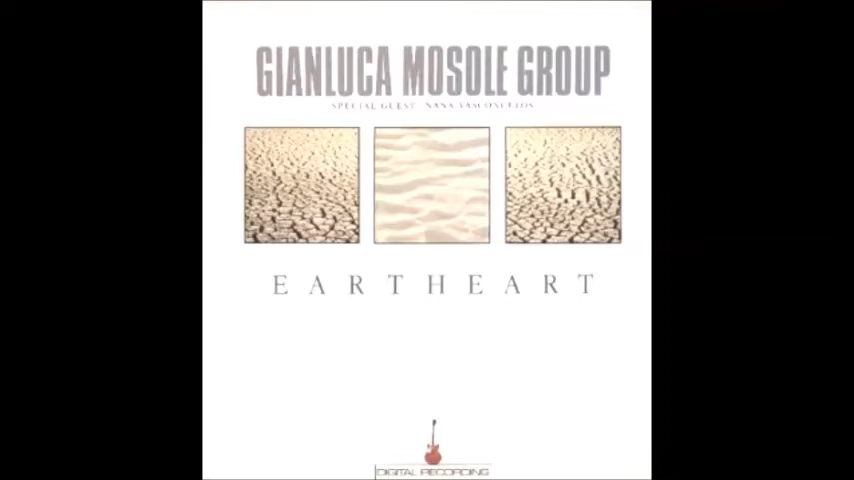 GIANLUCA MOSOLE GROUP
SPECIAL GUEST NANA VASCONCELOS
EARTHEART
DIGITAL RECORDING